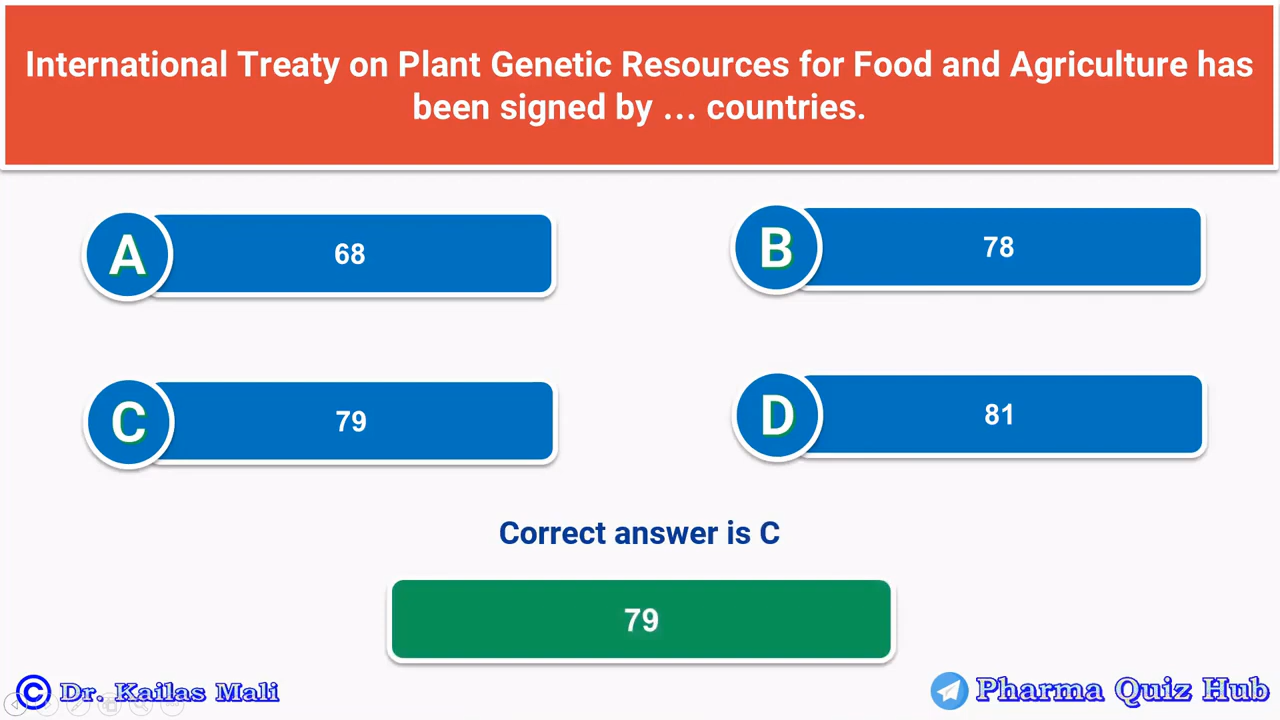 International Treaty on Plant Genetic Resources for Food and Agriculture has
been signed by ... countries.
A
68
B
78
C
79
D
81
Correct answer is C
79
© Dr. Kailas Mali
Pharma Quiz Hub